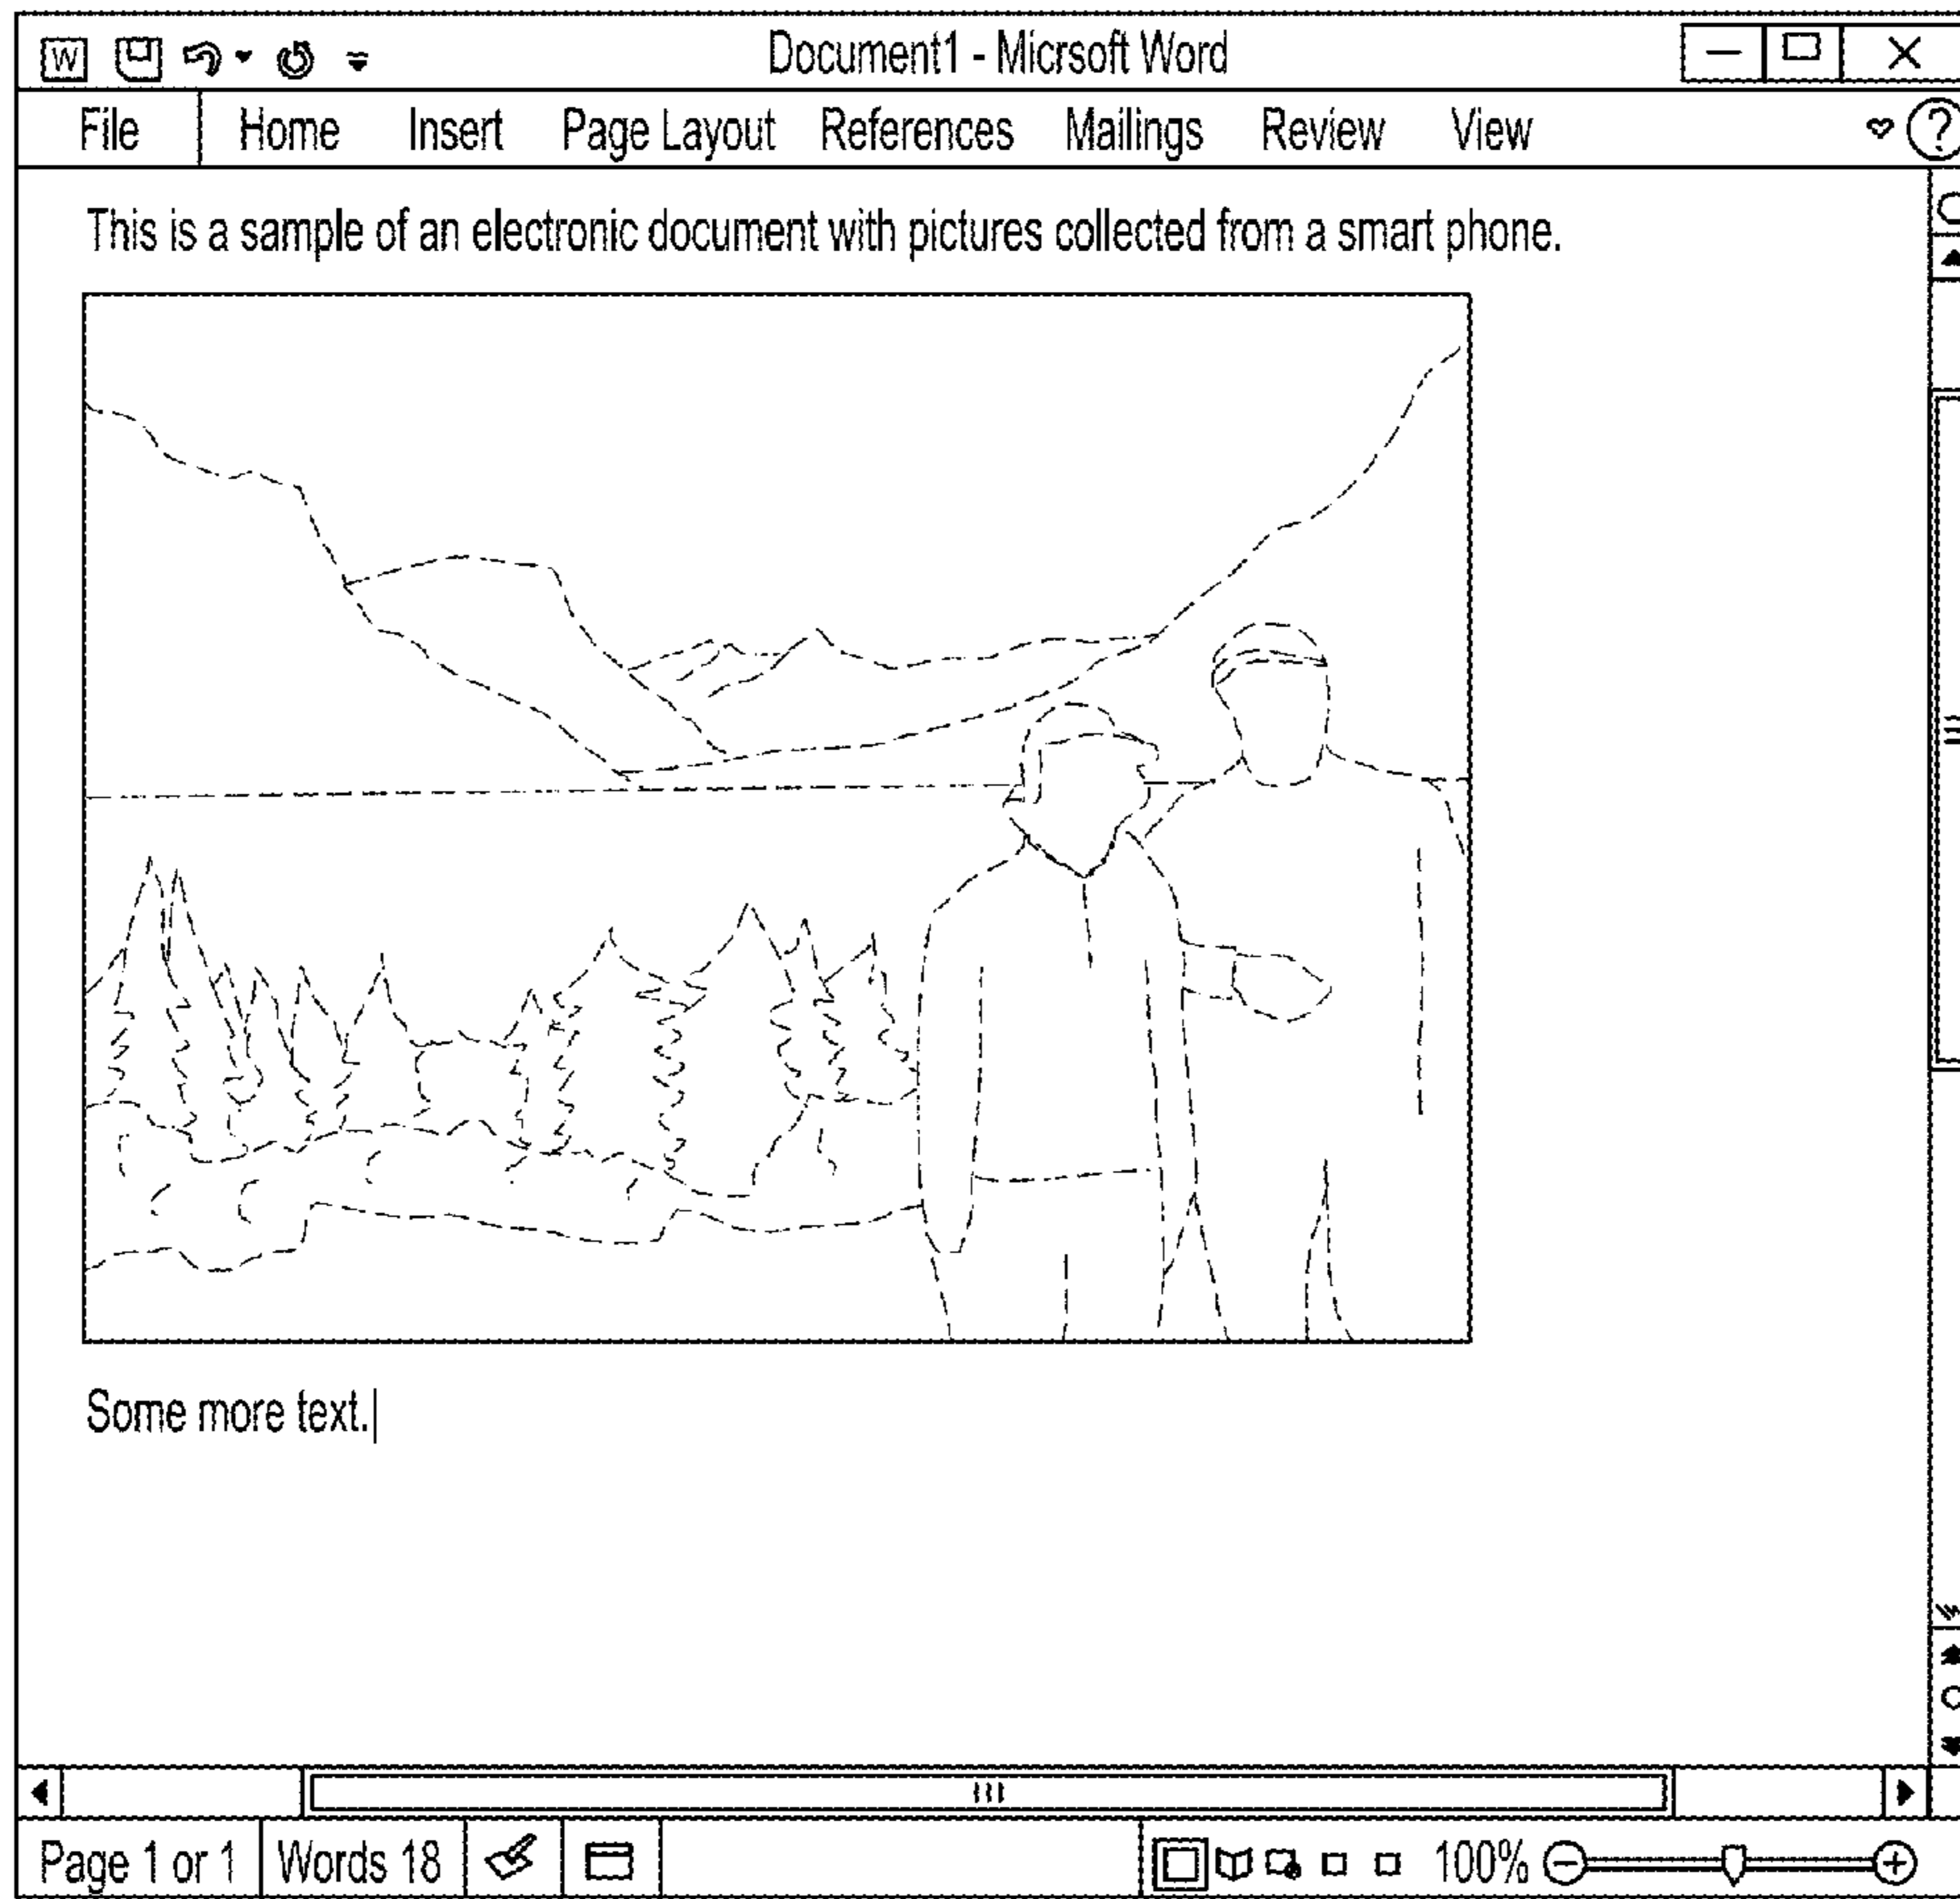 W Document1 - Micrsoft Word
File Home Insert Page Layout References Mailings Review View ?
This is a sample of an electronic document with pictures collected from a smart phone.
Some more text.
Page 1 or 1 Words 18 100%